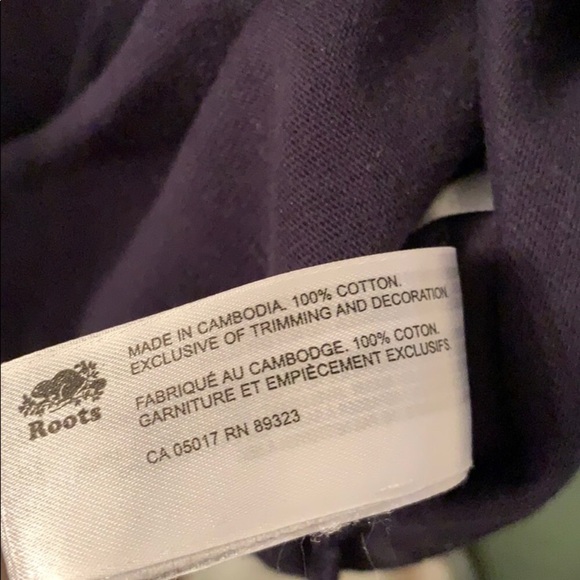 MADE IN CAMBODIA. 100% COTTON.
EXCLUSIVE OF TRIMMING AND DECORATION.
FABRIQUÉ AU CAMBODGE. 100% COTON.
GARNITURE ET EMPIÈCEMENT EXCLUSIFS.
CA 05017 RN 89323
Roots